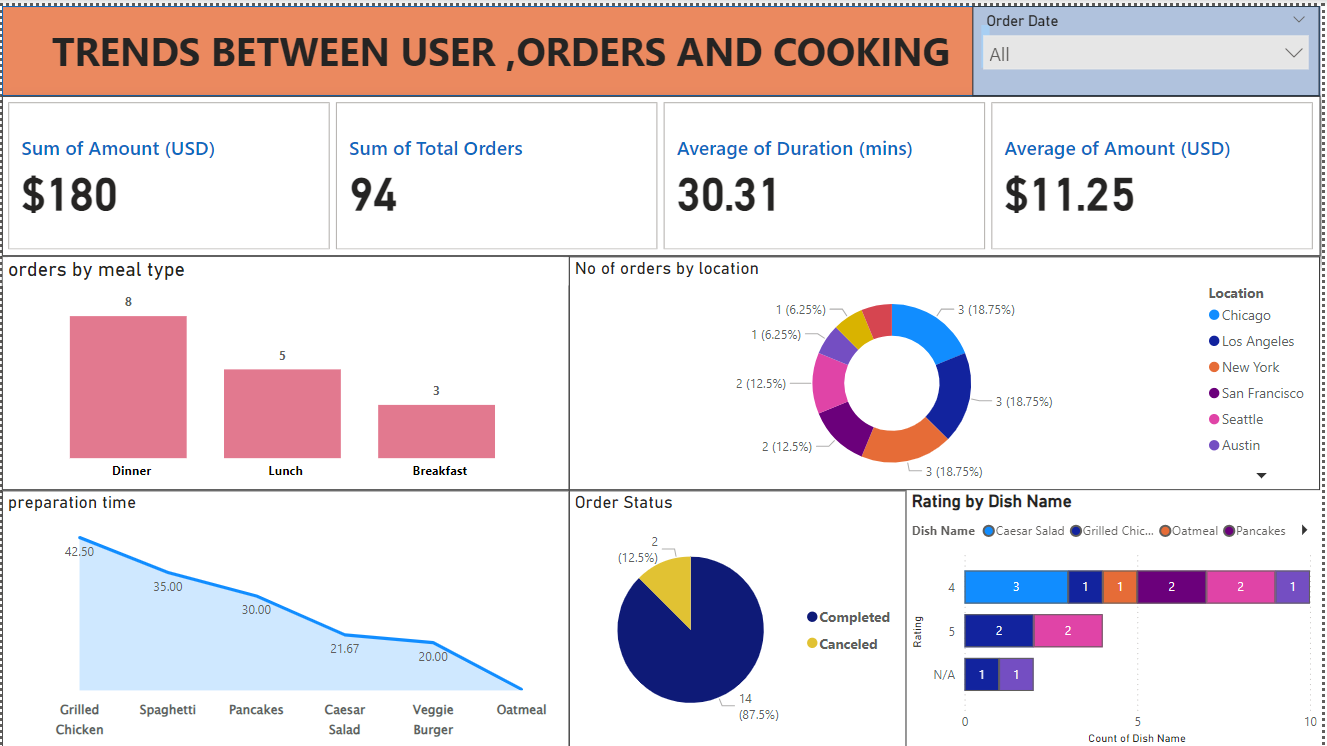 TRENDS BETWEEN USER ,ORDERS AND COOKING
Order Date
All
Sum of Amount (USD)
$180
Sum of Total Orders
94
Average of Duration (mins)
30.31
Average of Amount (USD)
$11.25
orders by meal type
8
5
3
Dinner
Lunch
Breakfast
No of orders by location
1 (6.25%)
3 (18.75%)
1 (6.25%)
2 (12.5%)
3 (18.75%)
2 (12.5%)
3 (18.75%)
Location
Chicago
Los Angeles
New York
San Francisco
Seattle
Austin
preparation time
42.50
35.00
30.00
21.67
20.00
Grilled
Chicken
Spaghetti
Pancakes
Caesar
Salad
Veggie
Burger
Oatmeal
Order Status
2
(12.5%)
14
(87.5%)
Completed
Canceled
Rating by Dish Name
Dish Name Caesar Salad Grilled Chic... Oatmeal Pancakes
Rating
4
3 1 1 2 2 1
5
2 2
N/A
1 1
0 5 10
Count of Dish Name